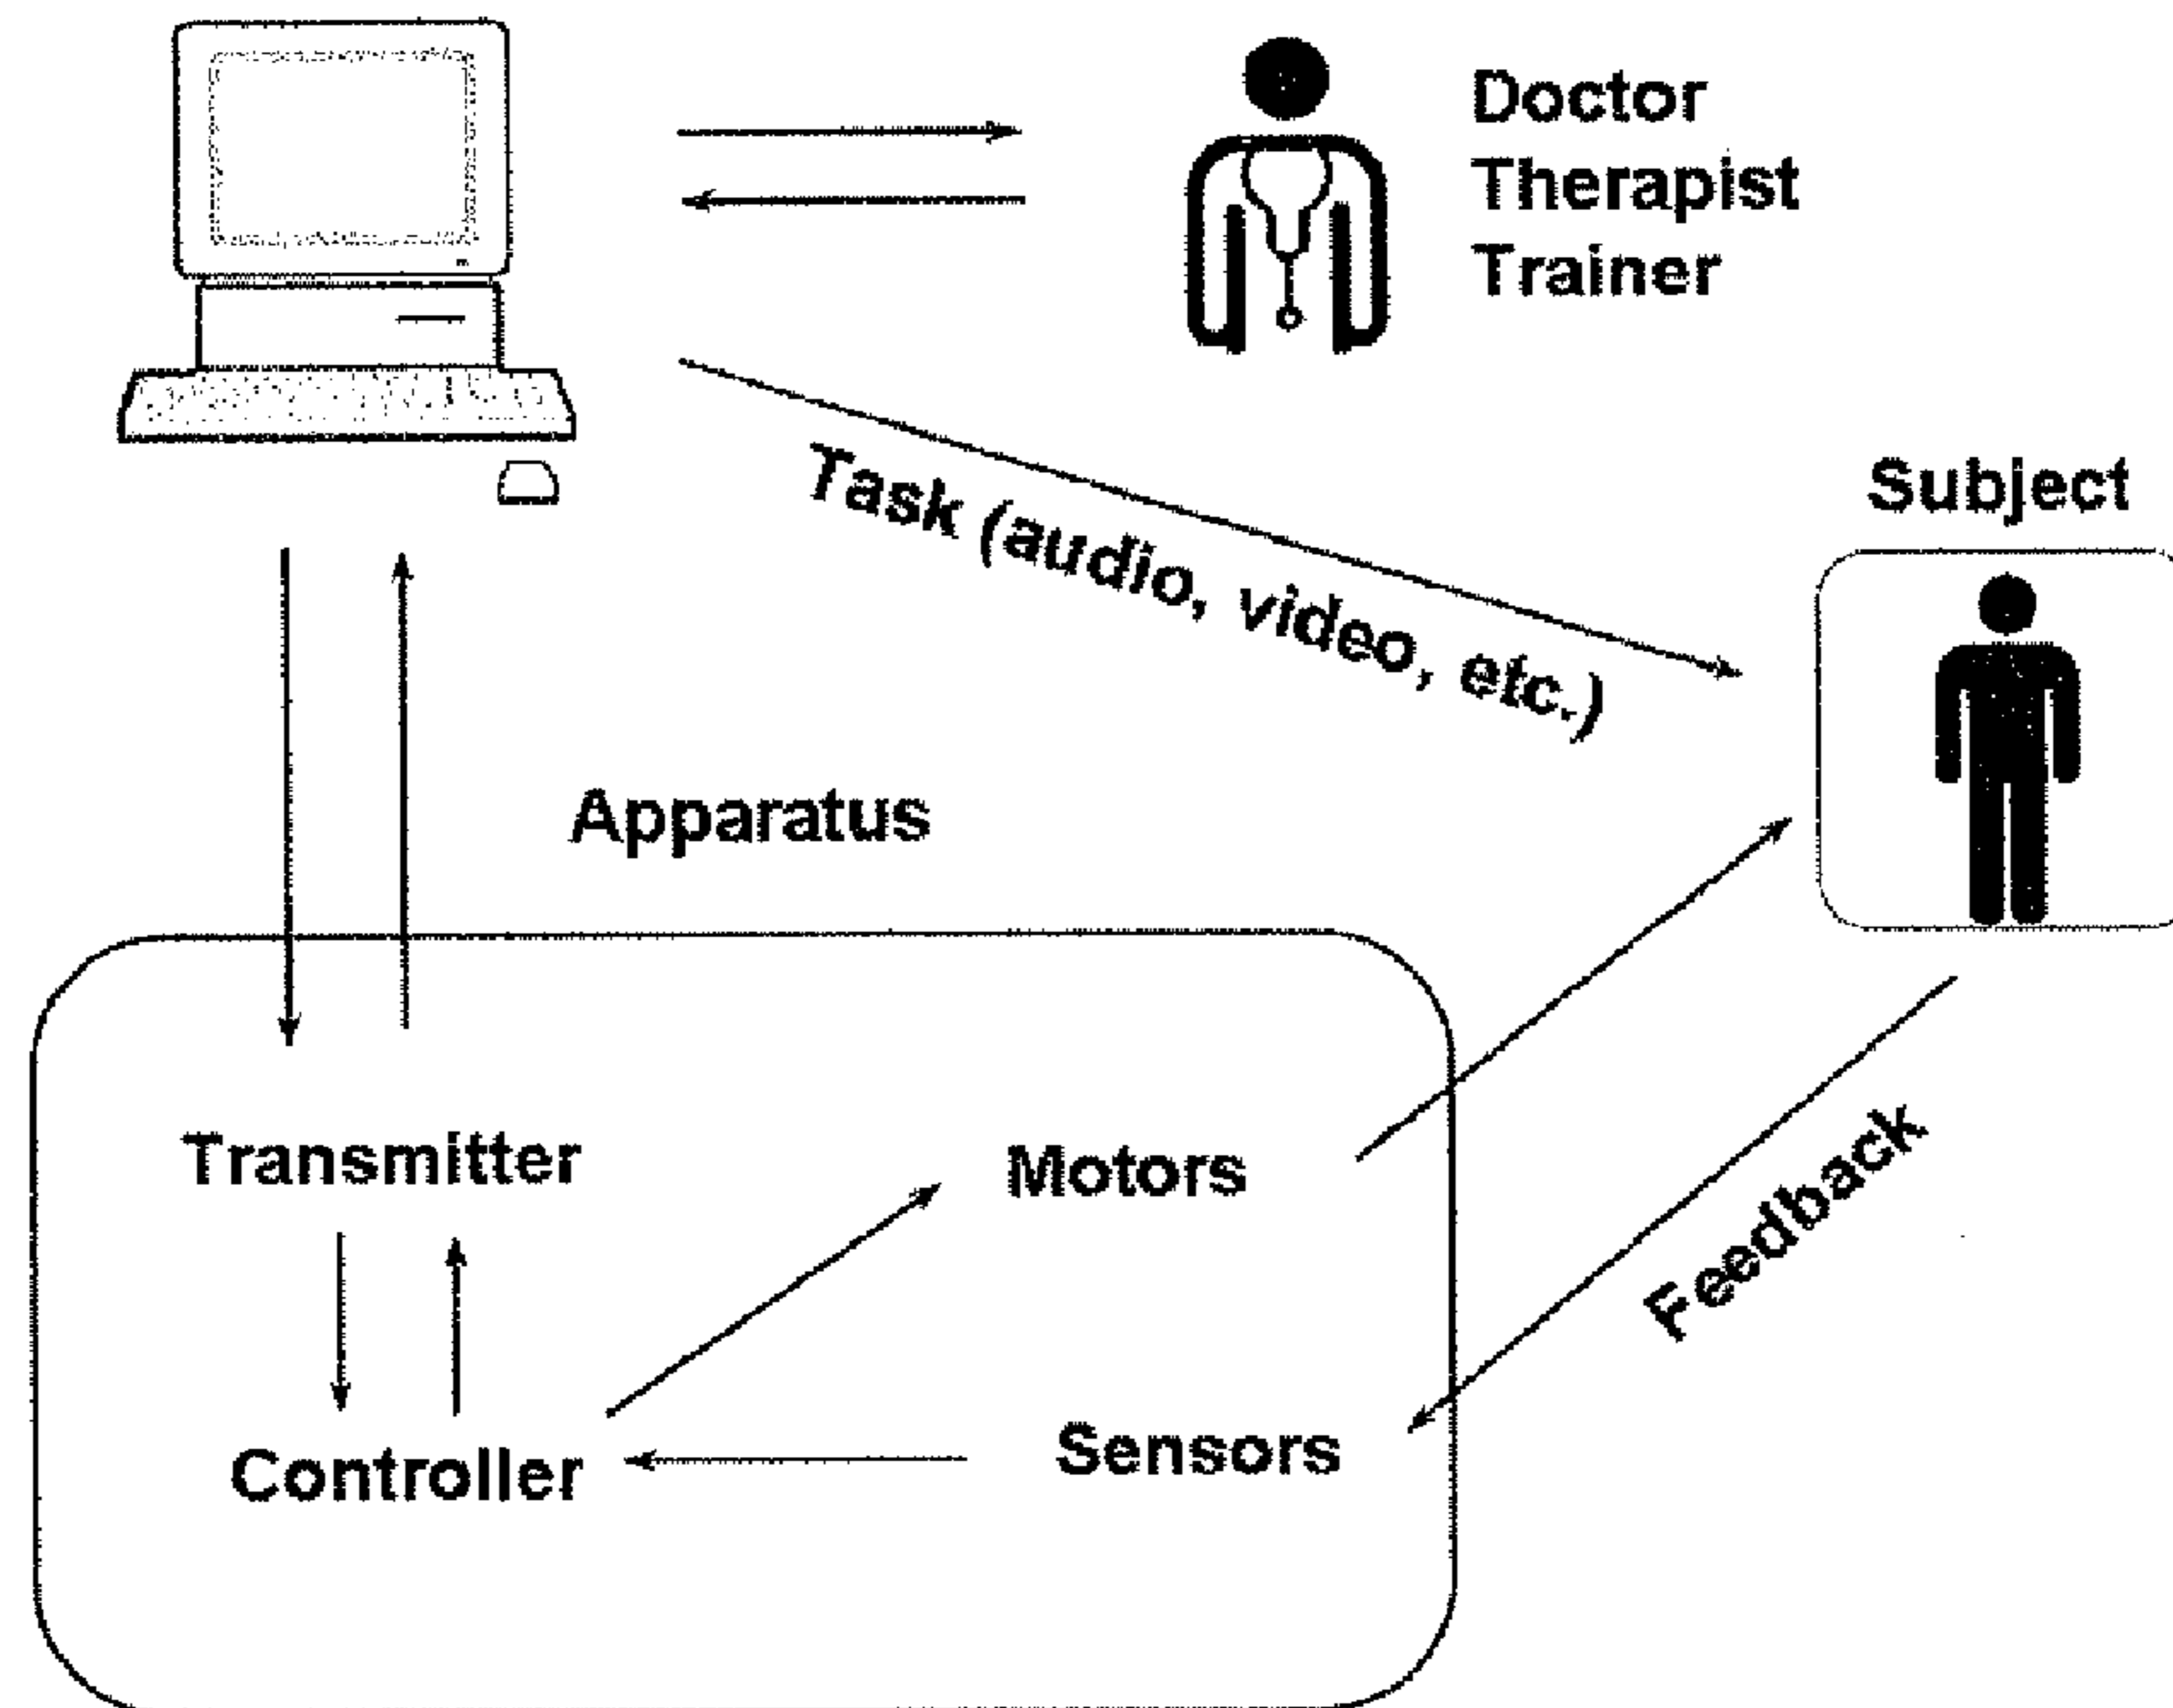 Doctor
Therapist
Trainer
Subject
Task (audio, video, etc.)
Apparatus
Transmitter
Motors
Feedback
Controller
Sensors